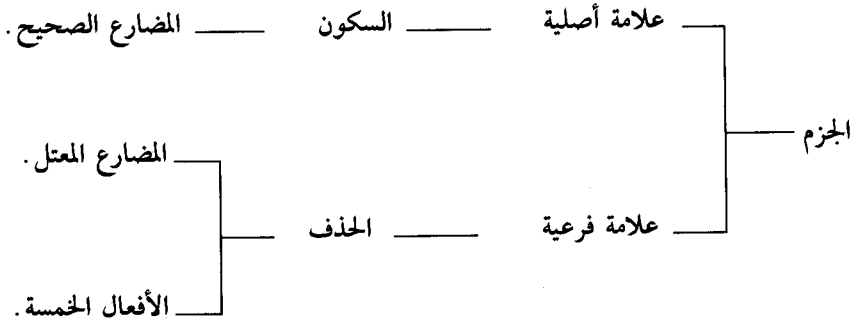 علامة أصلية السكون المضارع الصحيح.
الجزم
المضارع المعتل.
علامة فرعية الحذف
الأفعال الخمسة.